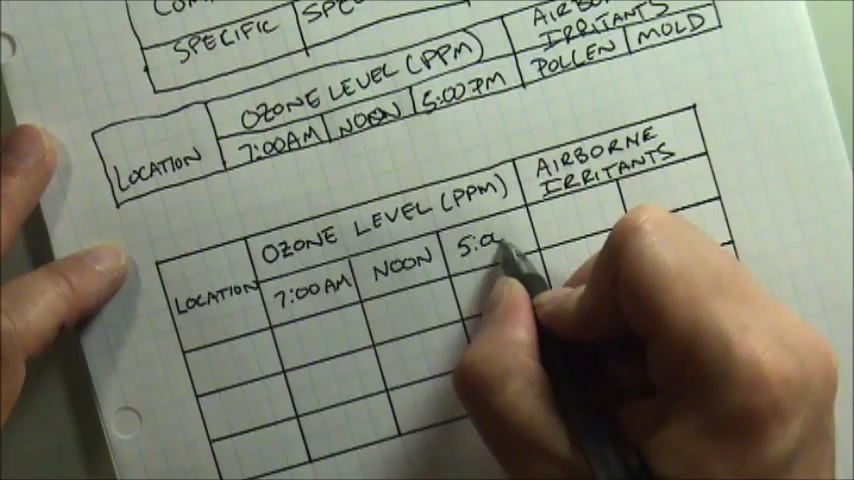 SPECIFIC
OZONE LEVEL (PPM)
IRRITANTS
LOCATION
7:00AM
NOON
5:00PM
POLLEN
MOLD
OZONE LEVEL (PPM)
AIRBORNE
IRRITANTS
LOCATION
7:00AM
NOON
5:0